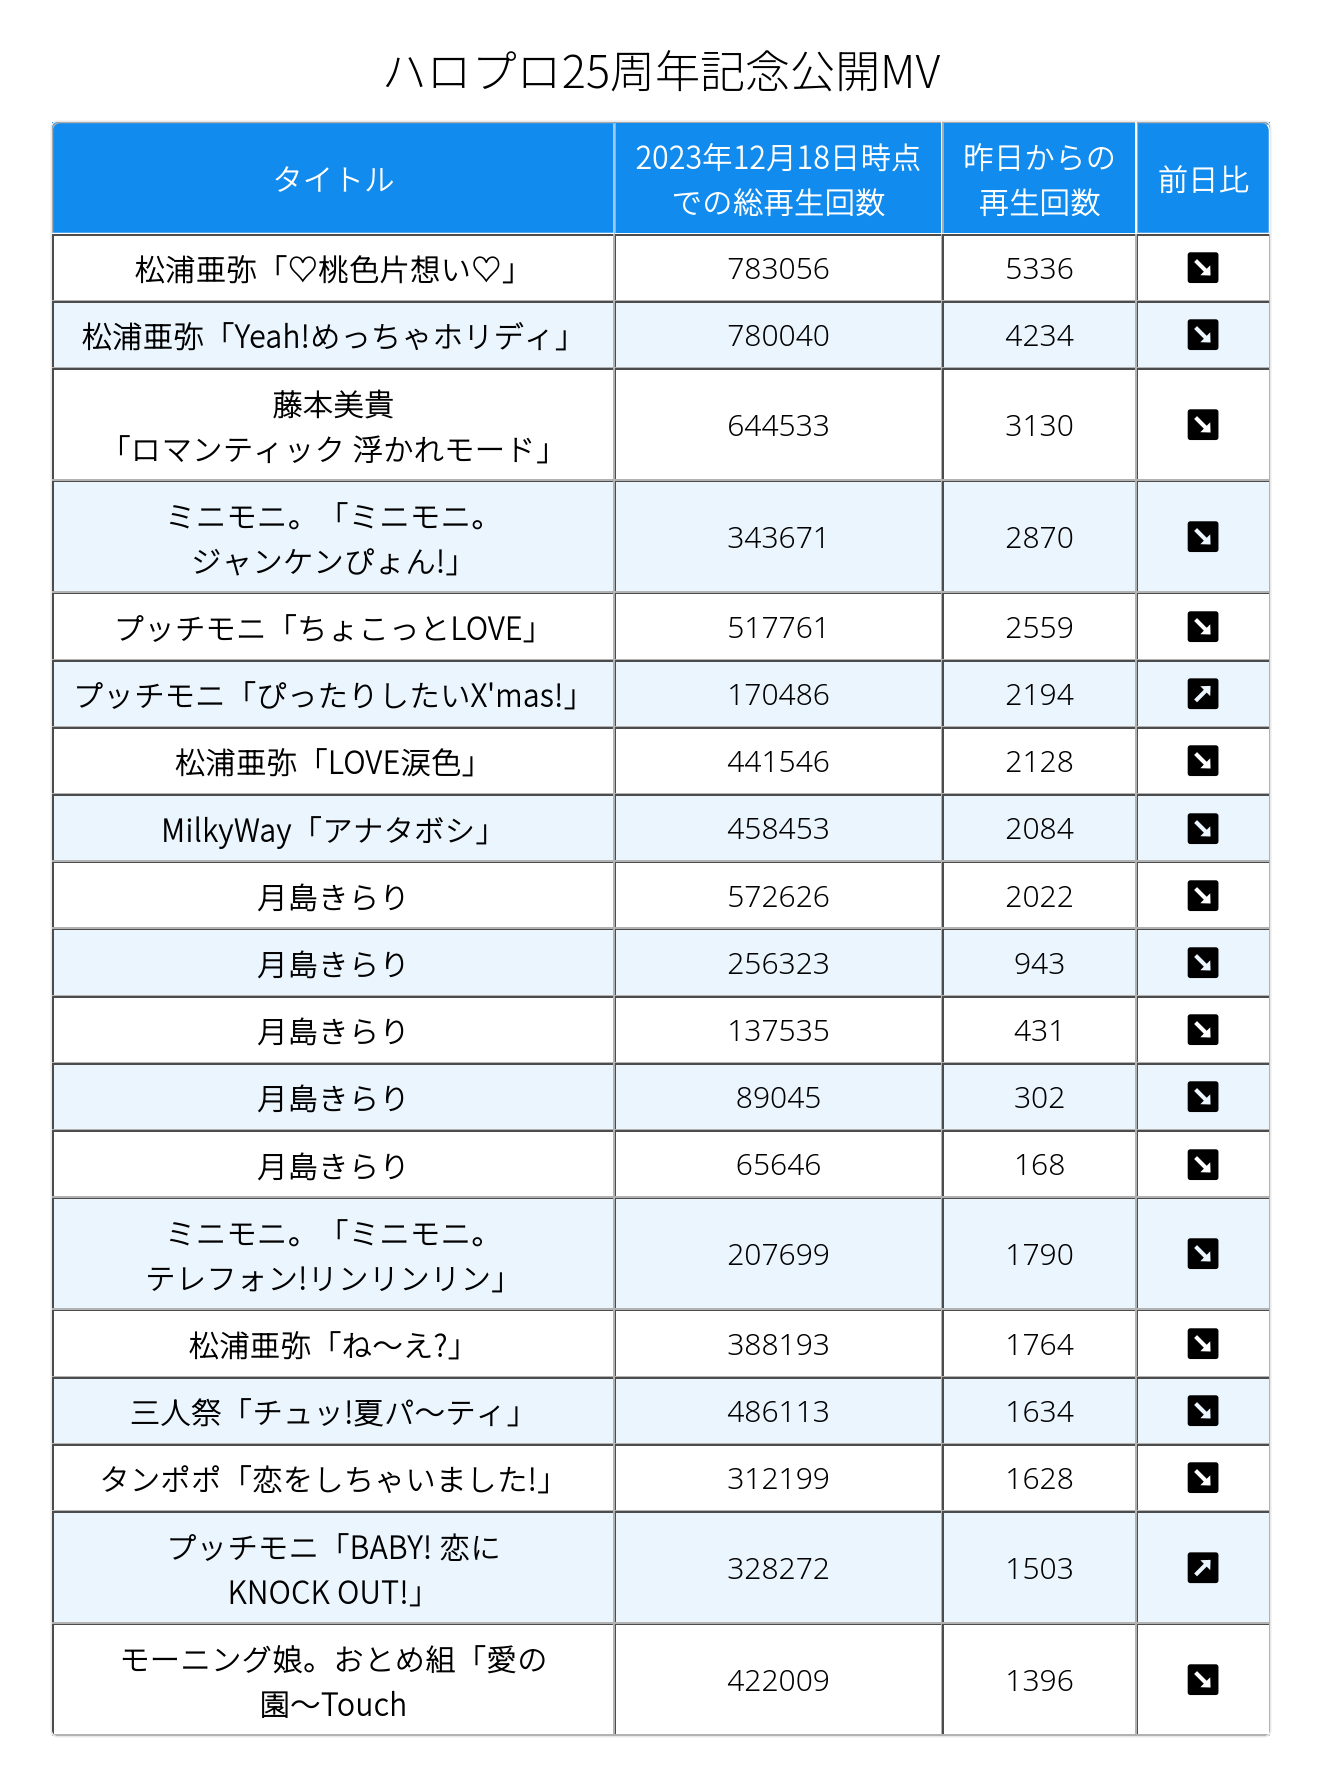 ハロプロ25周年記念公開MV
タイトル
2023年12月18日時点
での総再生回数
昨日からの
再生回数
前日比
松浦亜弥「♡桃色片想い♡」 783056 5336
松浦亜弥「Yeah!めっちゃホリディ」 780040 4234
藤本美貴
「ロマンティック 浮かれモード」 644533 3130
ミニモニ。「ミニモニ。
ジャンケンぴょん!」 343671 2870
プッチモニ「ちょこっとLOVE」 517761 2559
プッチモニ「ぴったりしたいX'mas!」 170486 2194
松浦亜弥「LOVE涙色」 441546 2128
MilkyWay「アナタボシ」 458453 2084
月島きらり 572626 2022
月島きらり 256323 943
月島きらり 137535 431
月島きらり 89045 302
月島きらり 65646 168
ミニモニ。「ミニモニ。
テレフォン!リンリンリン」 207699 1790
松浦亜弥「ね〜え?」 388193 1764
三人祭「チュッ!夏パ〜ティ」 486113 1634
タンポポ「恋をしちゃいました!」 312199 1628
プッチモニ「BABY! 恋に
KNOCK OUT!」 328272 1503
モーニング娘。おとめ組「愛の
園〜Touch 422009 1396